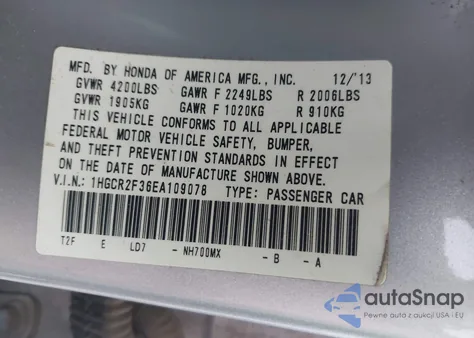 MFD. BY HONDA OF AMERICA MFG., INC. 12/'13
GVWR 4200LBS GAWR F 2249LBS R 2006LBS
GVWR 1905KG GAWR F 1020KG R 910KG
THIS VEHICLE CONFORMS TO ALL APPLICABLE
FEDERAL MOTOR VEHICLE SAFETY, BUMPER,
AND THEFT PREVENTION STANDARDS IN EFFECT
ON THE DATE OF MANUFACTURE SHOWN ABOVE.
V.I.N.: 1HGCR2F36EA109078 TYPE: PASSENGER CAR
T2F E LD7 -NH700MX -B -A
autoSnap
Pewne auta z aukcji USA i EU